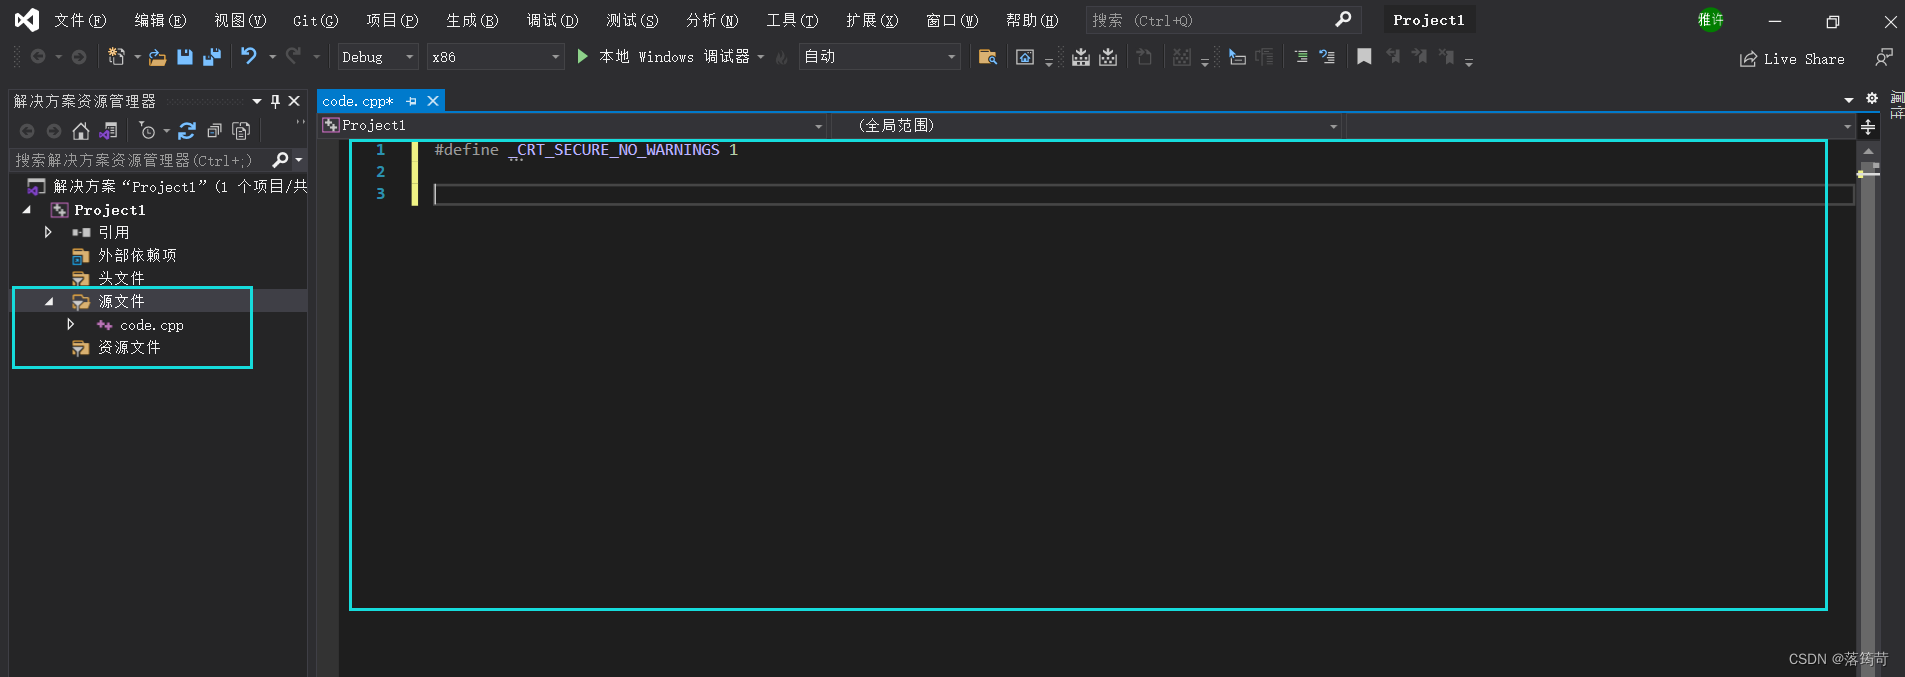 文件(F) 编辑(E) 视图(V) Git(G) 项目(P) 生成(B) 调试(D) 测试(S) 分析(N) 工具(T) 扩展(X) 窗口(W) 帮助(H) 搜索 (Ctrl+Q) Project1 雅许
Debug x86 本地 Windows 调试器 自动 Live Share
解决方案资源管理器
code.cpp*
属性
Project1 (全局范围)
搜索解决方案资源管理器(Ctrl+;)
解决方案“Project1”(1 个项目/共
Project1
引用
外部依赖项
头文件
源文件
code.cpp
资源文件
1 #define _CRT_SECURE_NO_WARNINGS 1
2
3
CSDN @落筠苛